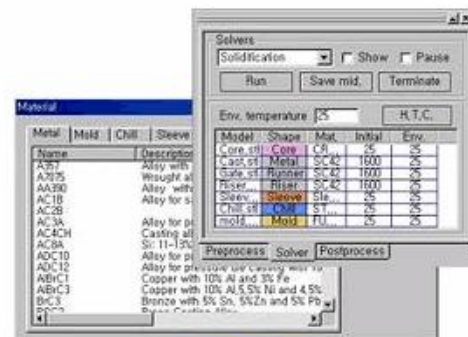 Solvers
Solidification Show Pause
Run Save mid. Terminate
Env. temperature 25 H.T.C.
Model Shape Mat. Initial Env.
Core.stl Core CR... 25 25
Cast.stl Metal SC42 1600 25
Gate.stl Runner SC42 1600 25
Riser... Riser SC42 1600 25
Sleev... Sleeve Sle... 25 25
Chill.stl Chill ST... 25 25
mold... Mold FU... 25 25
Preprocess Solver Postprocess
Material
Metal Mold Chill Sleeve
Name Description
A357 Alloy with
A7075 Wrought al
AA390 Alloy with
AC1B Alloy for s
AC2B
AC3A Alloy for p
AC4CH Casting all
AC8A Si: 11-13%
ADC10 Alloy for p
ADC12 Alloy for pressure die casting with
AlBrC1 Copper with 10% Al and 3% Fe
AlBrC3 Copper with 10% Al,5.5% Ni and 4.5%
BrC3 Bronze with 5% Sn, 5%Zn and 5% Pb